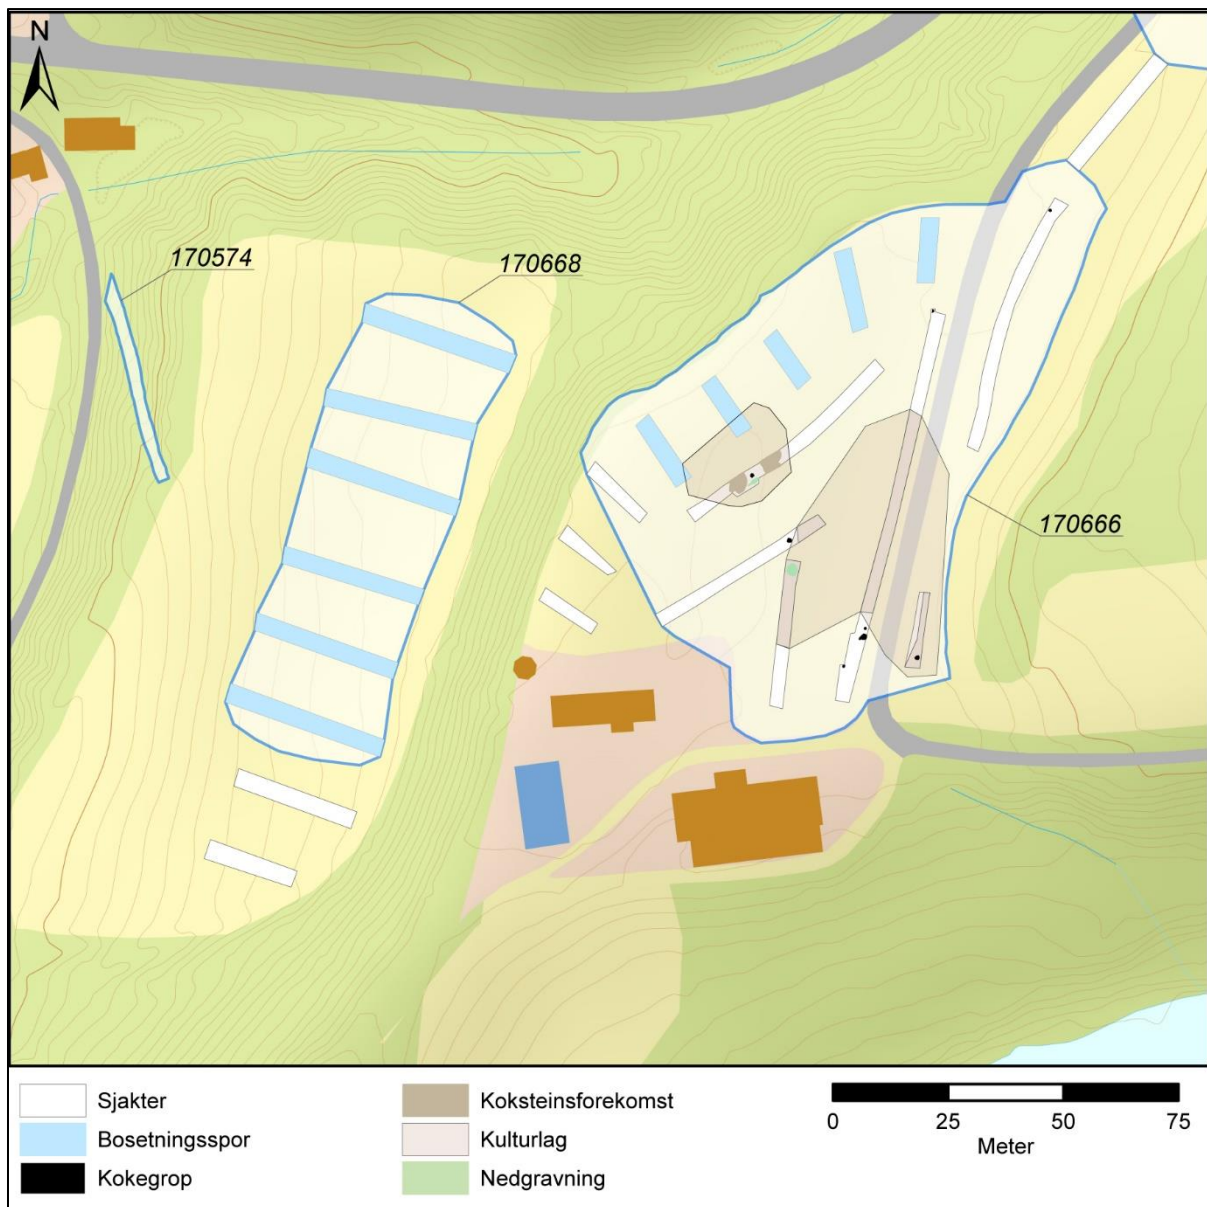 N
170574
170668
170666
Sjakter
Bosetningsspor
Kokegrop
Koksteinsforekomst
Kulturlag
Nedgravning
0 25 50 75
Meter